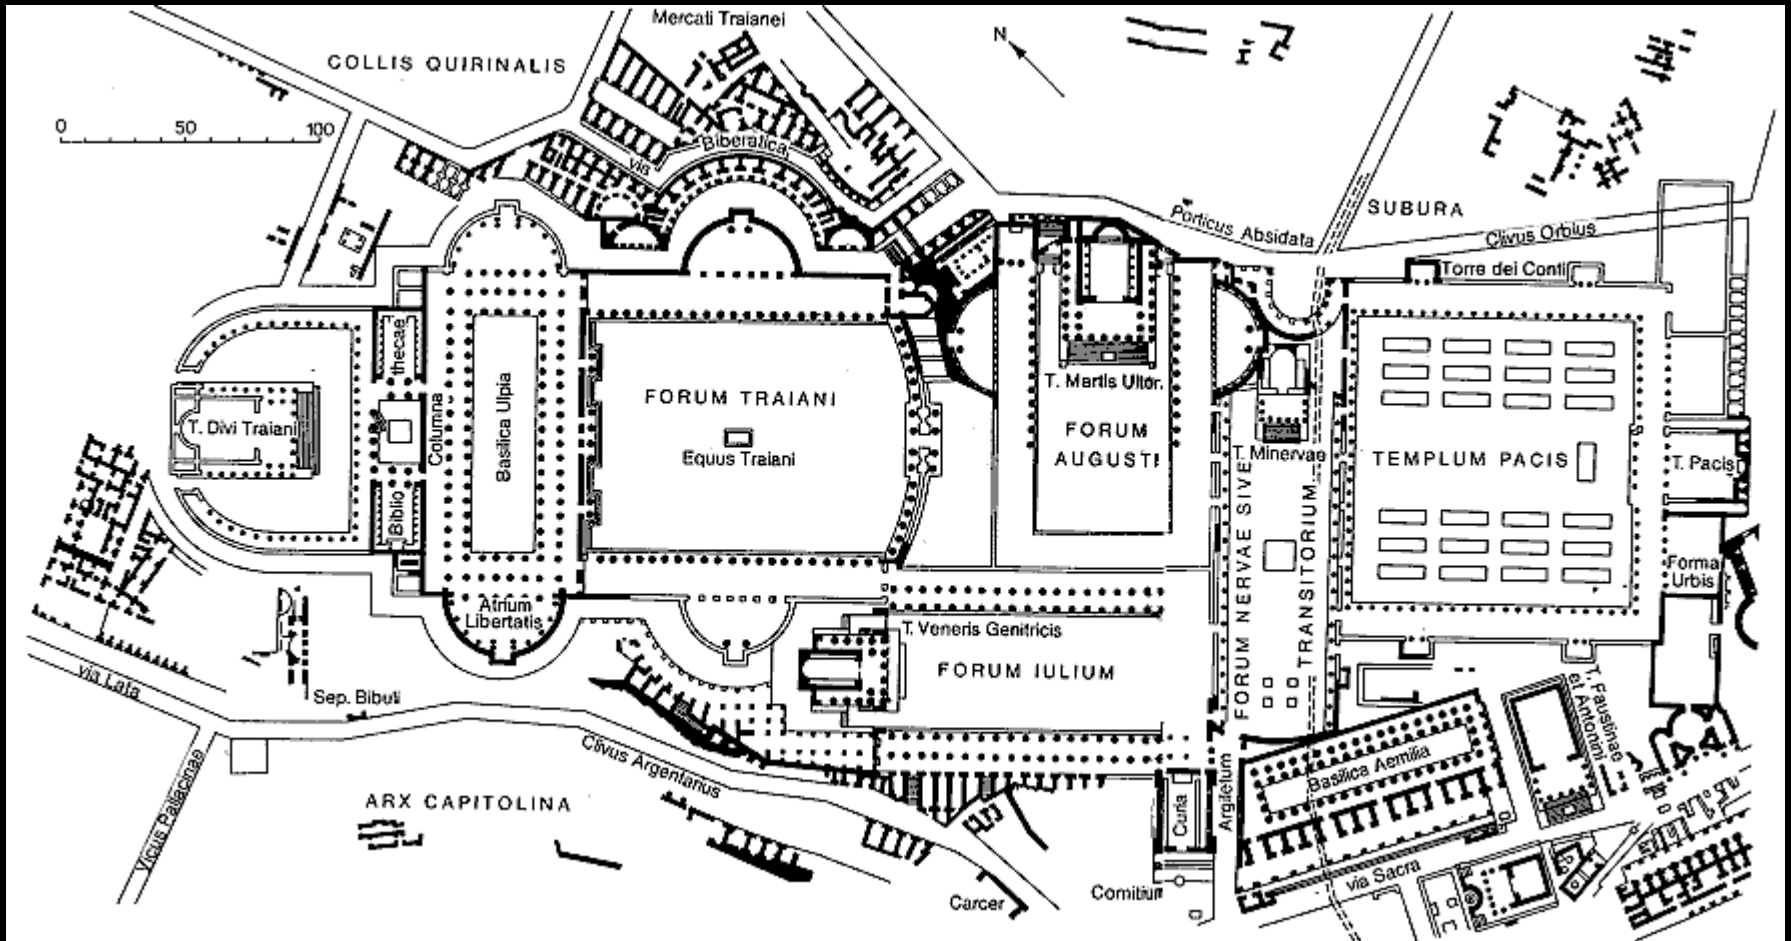 Mercati Traianei
COLLIS QUIRINALIS
N
0 50 100
via Biberatica
Porticus Absidata
SUBURA
Clivus Orbius
Torre dei Conti
thecae
Columna
Basilica Ulpia
T. Divi Traiani
FORUM TRAIANI
Equus Traiani
T. Martis Ultor.
FORUM
AUGUSTI
T. Minervae
TEMPLUM PACIS
T. Pacis
Biblio
FORUM NERVAE SIVE
TRANSITORIUM
Forma
Urbis
Atrium
Libertatis
T. Veneris Genitricis
FORUM IULIUM
via Lata
Sep. Bibuli
Clivus Argentarius
T. Faustinae
et Antonini
Basilica Aemilia
Vicus Pallacinae
ARX CAPITOLINA
Curia
Argiletum
via Sacra
Carcer
Comitium